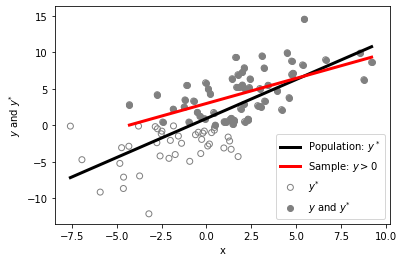 15
10
5
0
−5
−10
y and y*
−7.5 −5.0 −2.5 0.0 2.5 5.0 7.5 10.0
x
Population: y*
Sample: y > 0
y*
y and y*